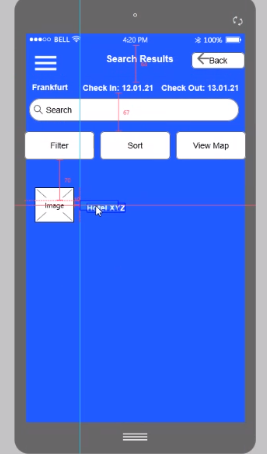 BELL 4:20 PM 100%
Search Results
Back
Frankfurt Check In: 12.01.21 Check Out: 13.01.21
Search
67
Filter Sort View Map
78
Image
Hotel XYZ